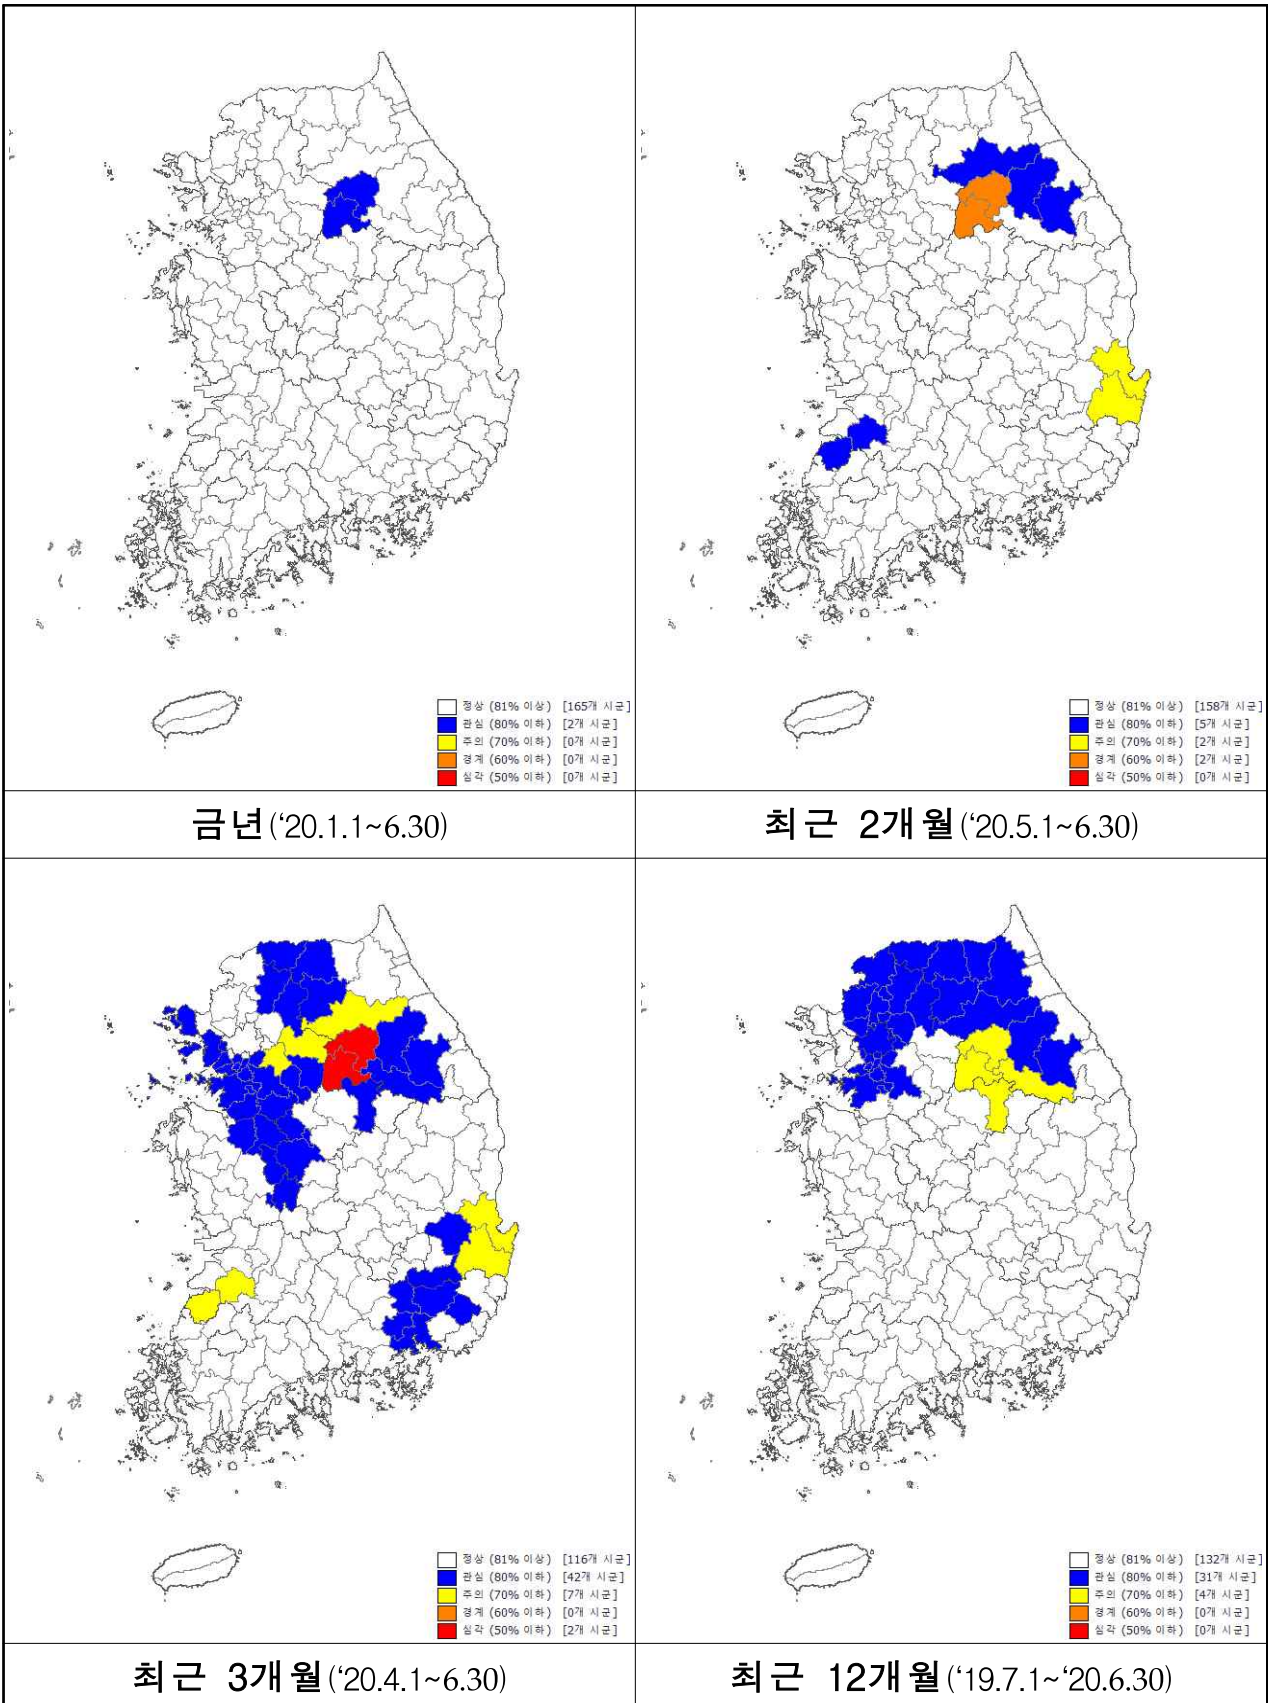 정상 (81% 이상) [165개 시군]
관심 (80% 이하) [2개 시군]
주의 (70% 이하) [0개 시군]
경계 (60% 이하) [0개 시군]
심각 (50% 이하) [0개 시군]
금년(‘20.1.1~6.30)
정상 (81% 이상) [158개 시군]
관심 (80% 이하) [5개 시군]
주의 (70% 이하) [2개 시군]
경계 (60% 이하) [2개 시군]
심각 (50% 이하) [0개 시군]
최근 2개월(‘20.5.1~6.30)
정상 (81% 이상) [116개 시군]
관심 (80% 이하) [42개 시군]
주의 (70% 이하) [7개 시군]
경계 (60% 이하) [0개 시군]
심각 (50% 이하) [2개 시군]
최근 3개월(‘20.4.1~6.30)
정상 (81% 이상) [132개 시군]
관심 (80% 이하) [31개 시군]
주의 (70% 이하) [4개 시군]
경계 (60% 이하) [0개 시군]
심각 (50% 이하) [0개 시군]
최근 12개월(‘19.7.1~‘20.6.30)